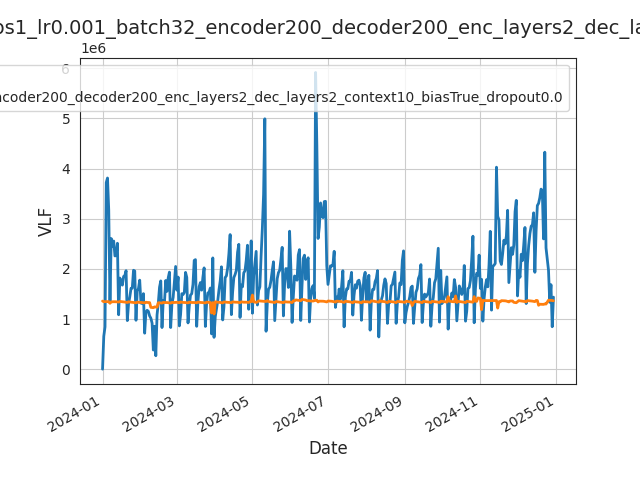 os1_lr0.001_batch32_encoder200_decoder200_enc_layers2_dec_la
1e6
6
ncoder200_decoder200_enc_layers2_dec_layers2_context10_biasTrue_dropout0.0
5
4
3
2
1
0
VLF
2024-01
2024-03
2024-05
2024-07
2024-09
2024-11
2025-01
Date